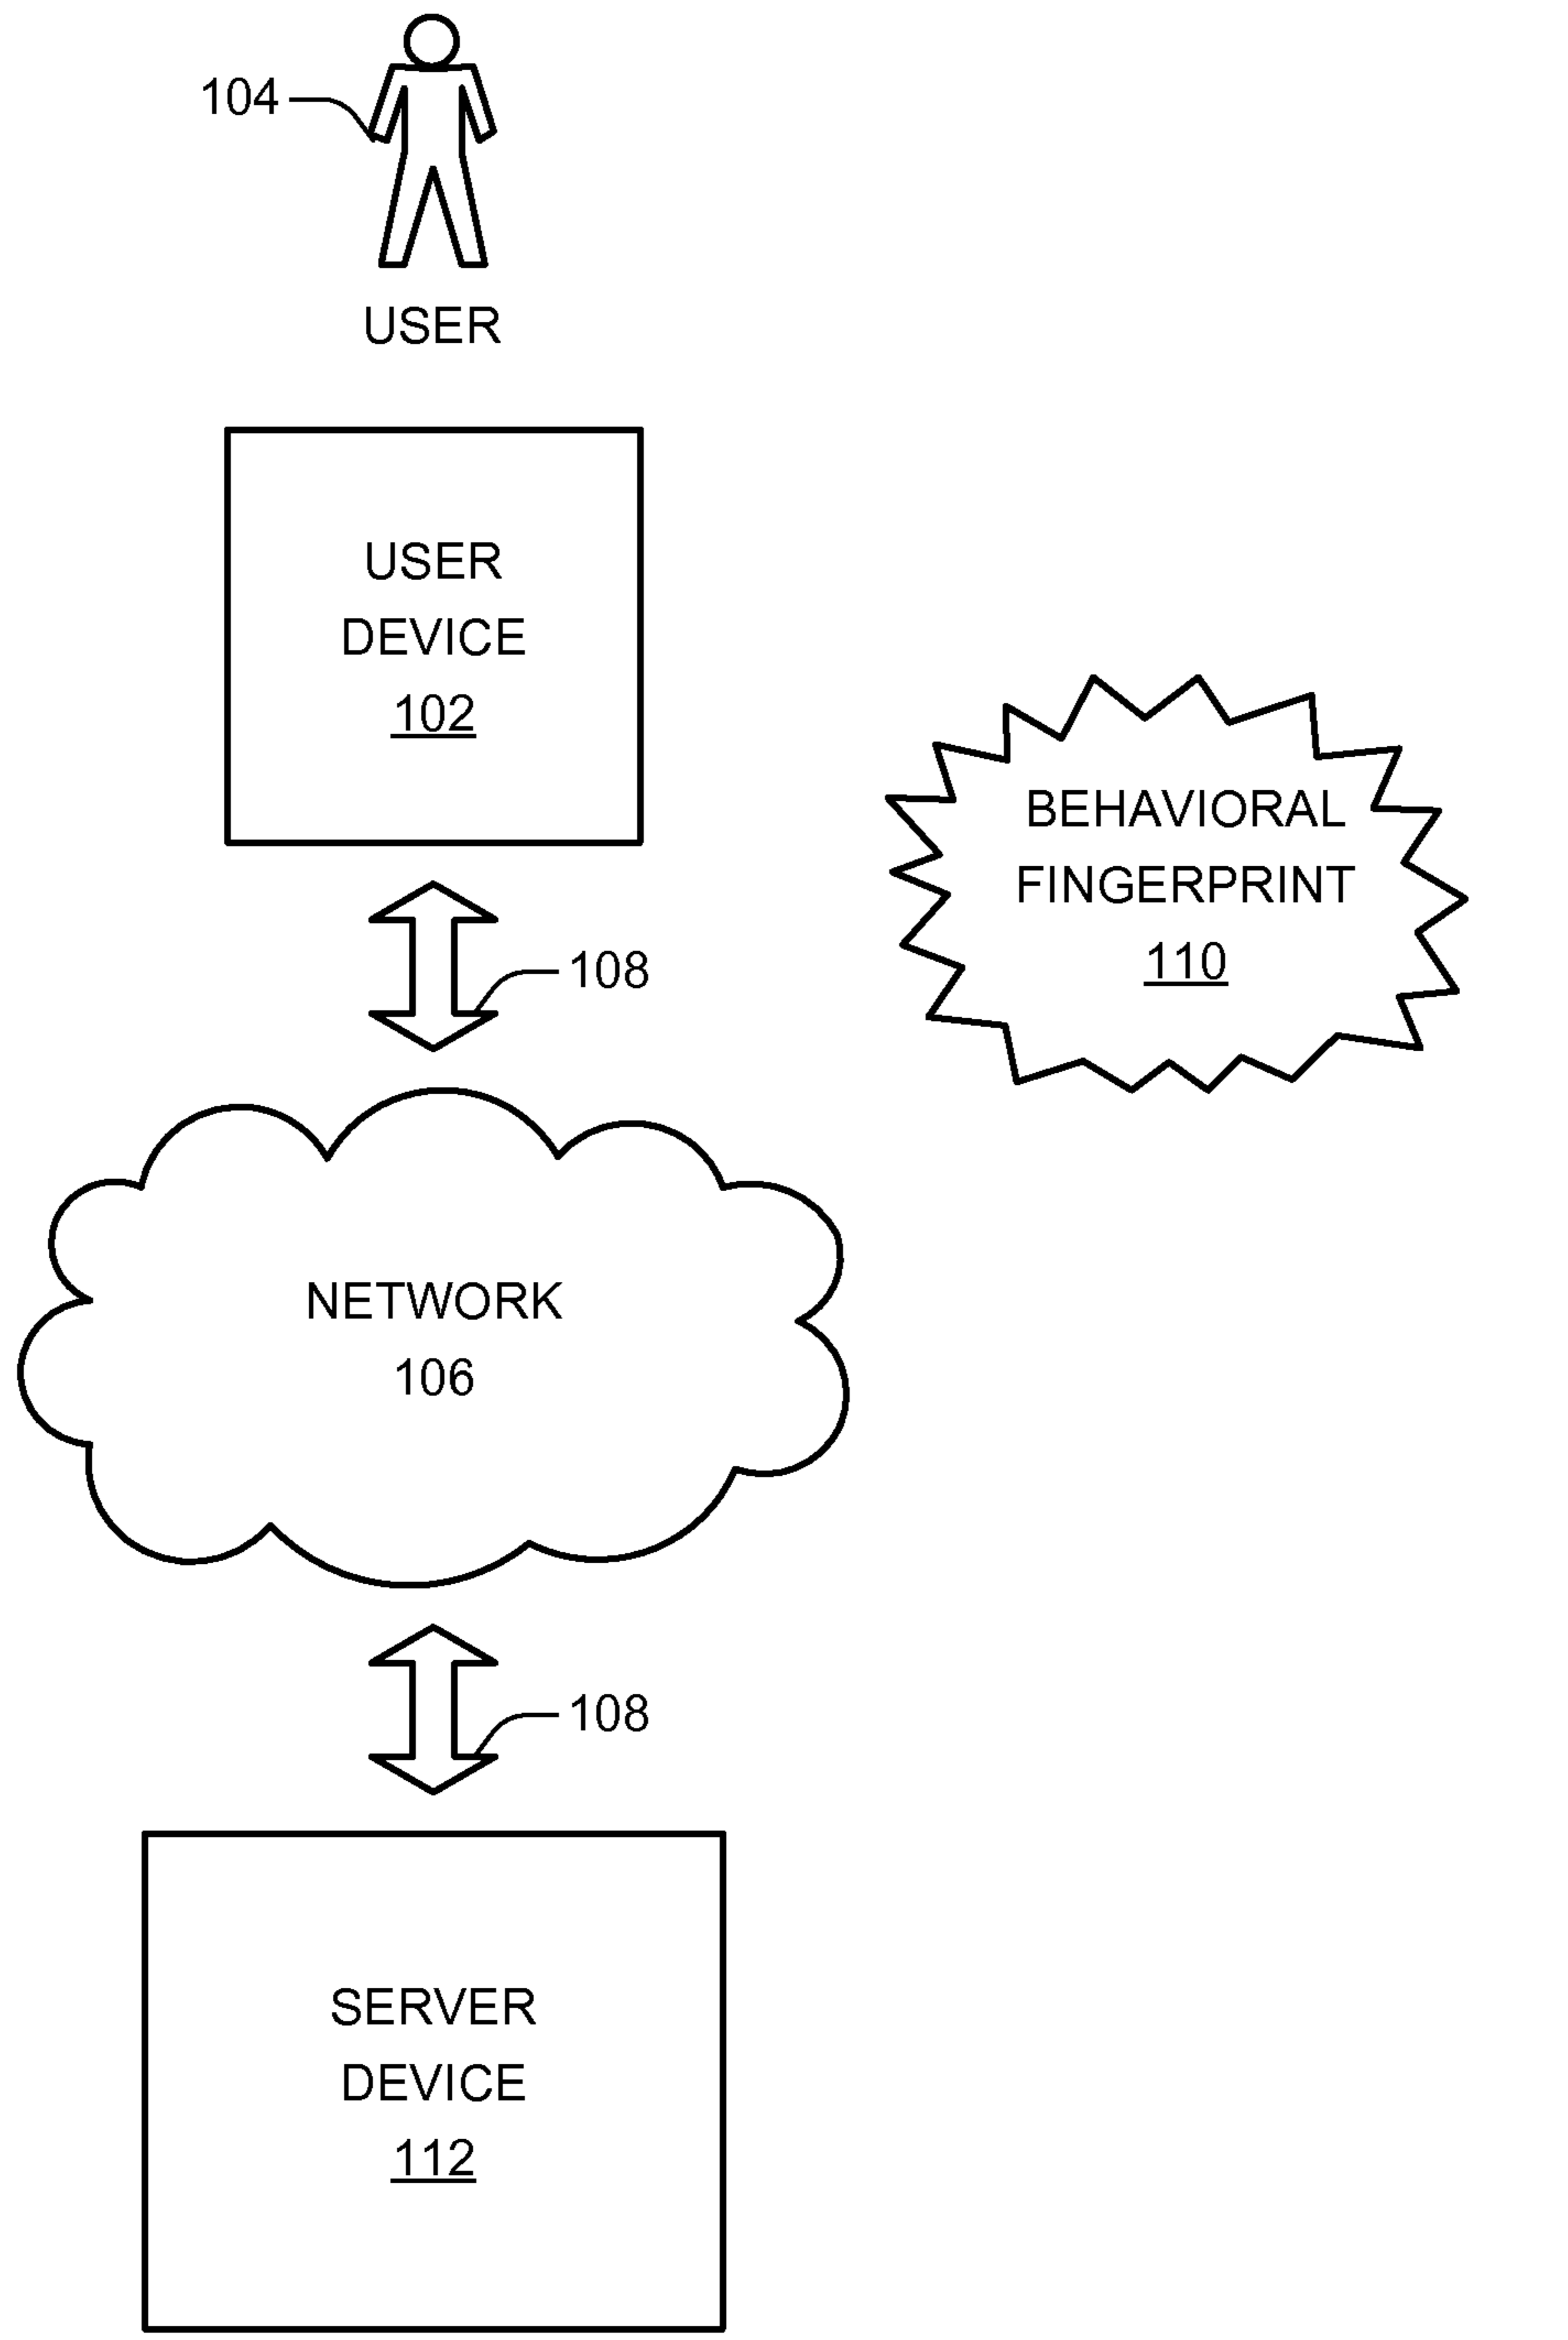 104
USER
USER
DEVICE
102
BEHAVIORAL
FINGERPRINT
110
108
NETWORK
106
108
SERVER
DEVICE
112